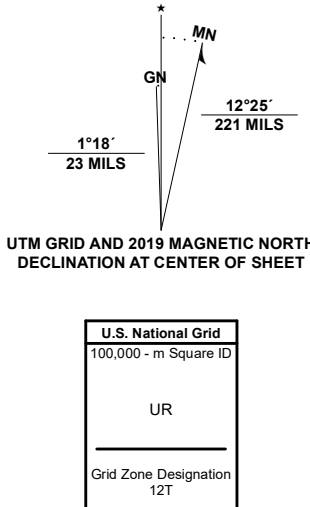 ★
MN
GN
12°25´
221 MILS
1°18´
23 MILS
UTM GRID AND 2019 MAGNETIC NORTH
DECLINATION AT CENTER OF SHEET
U.S. National Grid
100,000 - m Square ID
UR
Grid Zone Designation
12T